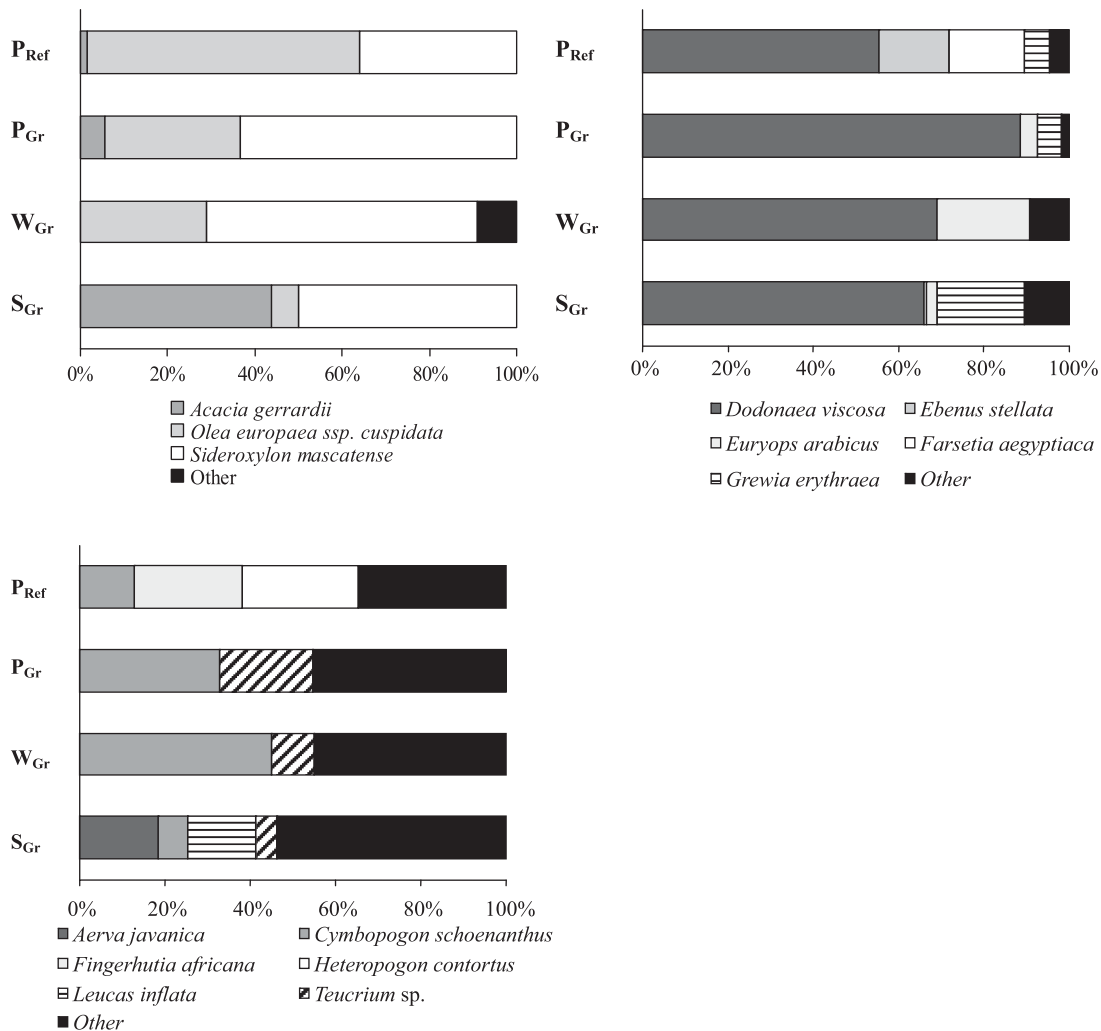 P_Ref
P_Gr
W_Gr
S_Gr
0% 20% 40% 60% 80% 100%
Acacia gerrardii
Olea europaea ssp. cuspidata
Sideroxylon mascatense
Other
P_Ref
P_Gr
W_Gr
S_Gr
0% 20% 40% 60% 80% 100%
Dodonaea viscosa Ebenus stellata
Euryops arabicus Farsetia aegyptiaca
Grewia erythraea Other
P_Ref
P_Gr
W_Gr
S_Gr
0% 20% 40% 60% 80% 100%
Aerva javanica Cymbopogon schoenanthus
Fingerhutia africana Heteropogon contortus
Leucas inflata Teucrium sp.
Other